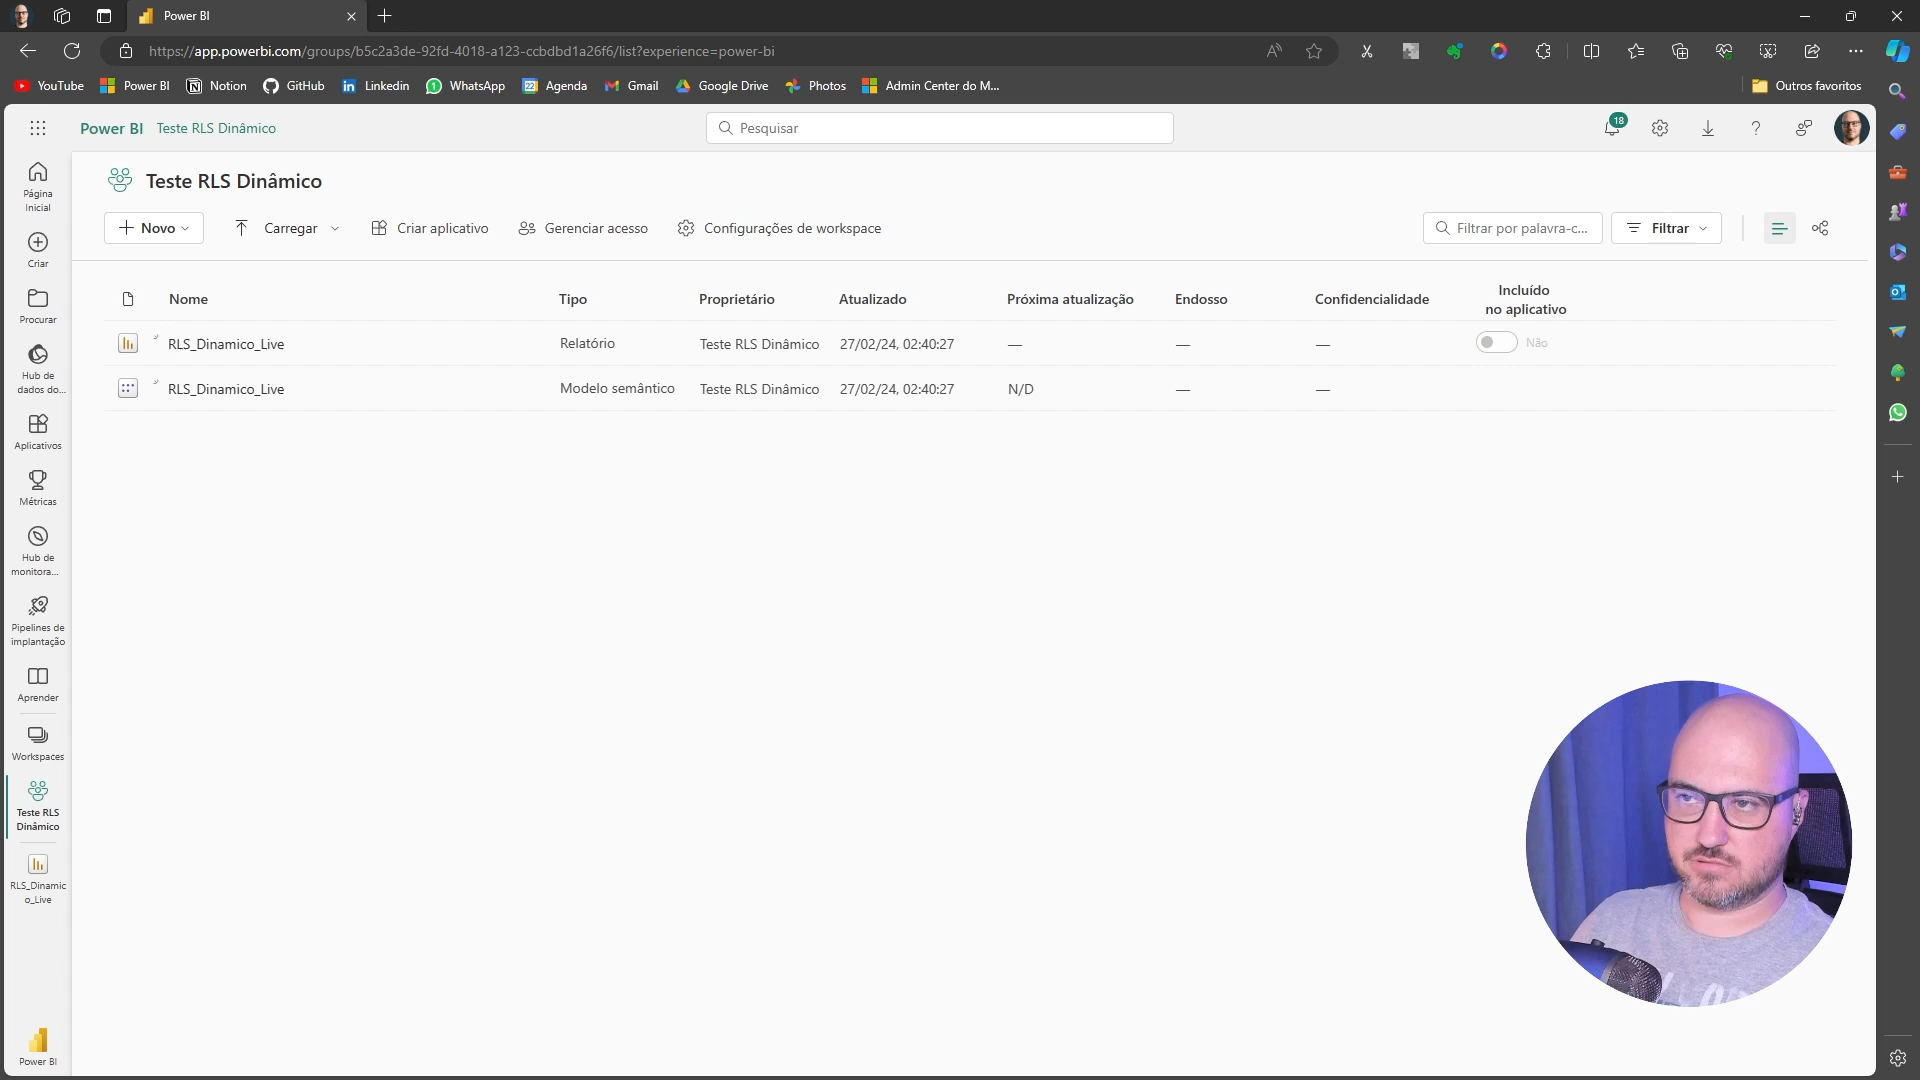 Power BI
https://app.powerbi.com/groups/b5c2a3de-92fd-4018-a123-ccbdbd1a26f6/list?experience=power-bi
YouTube
Power BI
Notion
GitHub
Linkedin
WhatsApp
Agenda
Gmail
Google Drive
Photos
Admin Center do M...
Outros favoritos
Power BI Teste RLS Dinâmico
Pesquisar
18
Página
Inicial
Criar
Procurar
Hub de
dados do...
Aplicativos
Métricas
Hub de
monitora...
Pipelines de
implantação
Aprender
Workspaces
Teste RLS
Dinâmico
RLS_Dinamic
o_Live
Power BI
Teste RLS Dinâmico
Novo
Carregar
Criar aplicativo
Gerenciar acesso
Configurações de workspace
Filtrar por palavra-c...
Filtrar
Nome Tipo Proprietário Atualizado Próxima atualização Endosso Confidencialidade Incluído
no aplicativo
RLS_Dinamico_Live Relatório Teste RLS Dinâmico 27/02/24, 02:40:27 — — — Não
RLS_Dinamico_Live Modelo semântico Teste RLS Dinâmico 27/02/24, 02:40:27 N/D — —